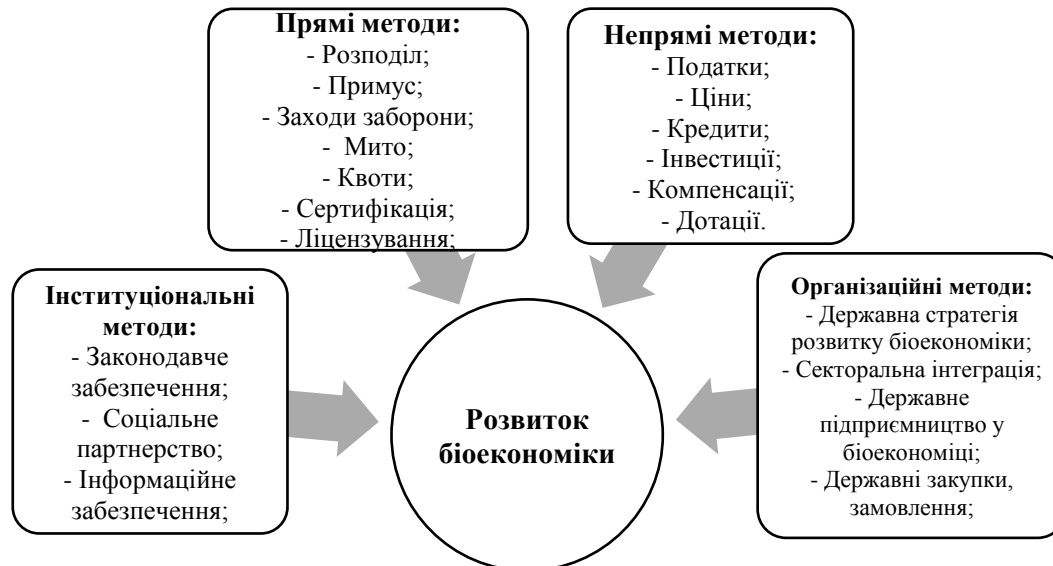 Прямі методи:
- Розподіл;
- Примус;
- Заходи заборони;
- Мито;
- Квоти;
- Сертифікація;
- Ліцензування;
Непрямі методи:
- Податки;
- Ціни;
- Кредити;
- Інвестиції;
- Компенсації;
- Дотації.
Інституціональні
методи:
- Законодавче
забезпечення;
- Соціальне
партнерство;
- Інформаційне
забезпечення;
Розвиток
біоекономіки
Організаційні методи:
- Державна стратегія
розвитку біоекономіки;
- Секторальна інтеграція;
- Державне
підприємництво у
біоекономіці;
- Державні закупки,
замовлення;